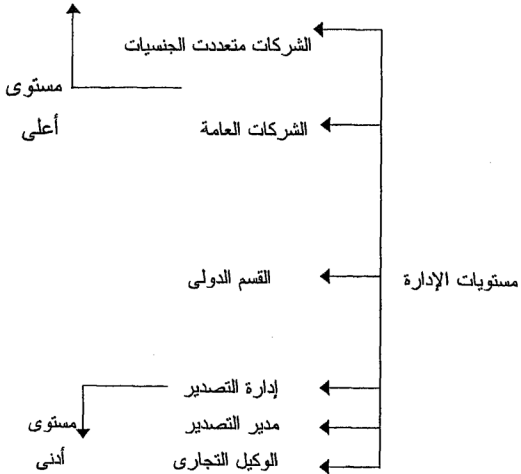 الشركات متعددت الجنسيات
مستوى
أعلى
الشركات العامة
مستويات الإدارة
القسم الدولى
إدارة التصدير
مستوى
أدنى
مدير التصدير
الوكيل التجارى